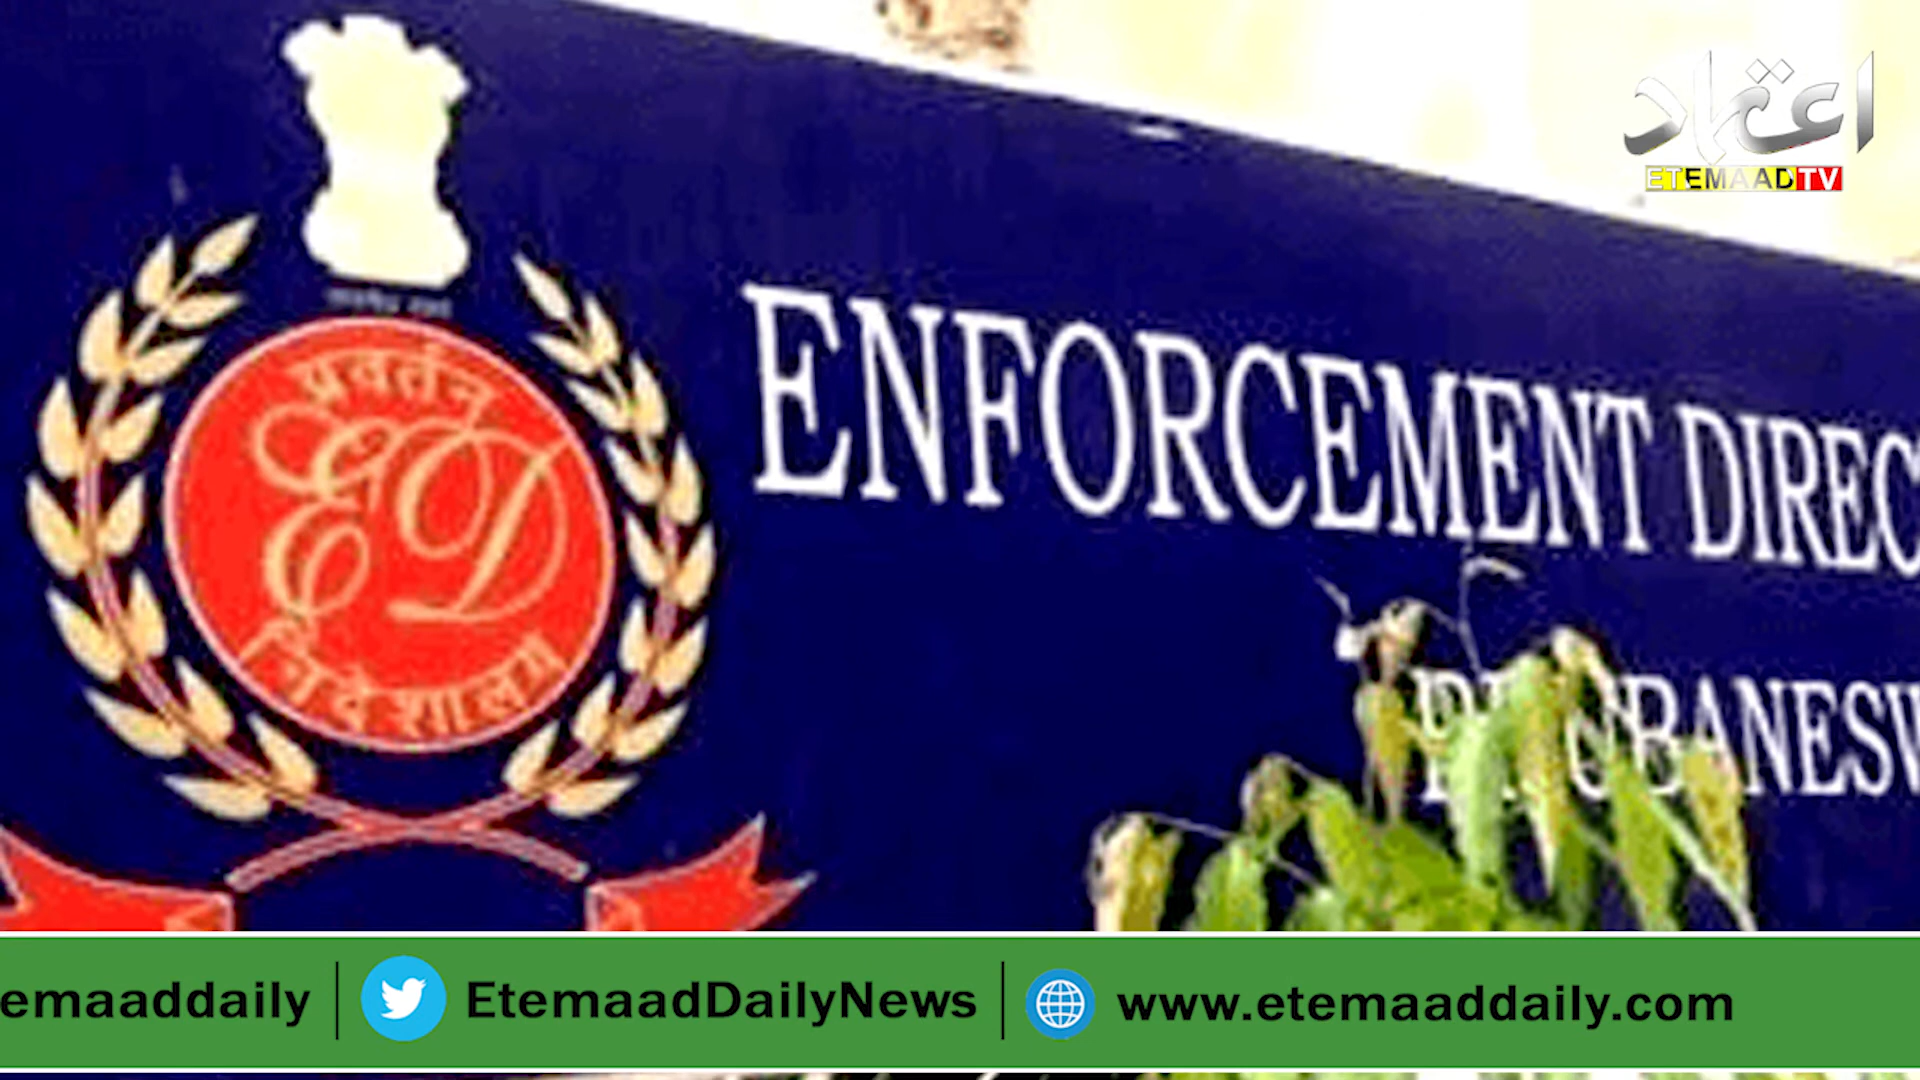 اعتماد
ETEMAADTV
प्रवर्तन
ED
निदेशालय
ENFORCEMENT DIREC
emaaddaily
EtemaadDailyNews
www.etemaaddaily.com